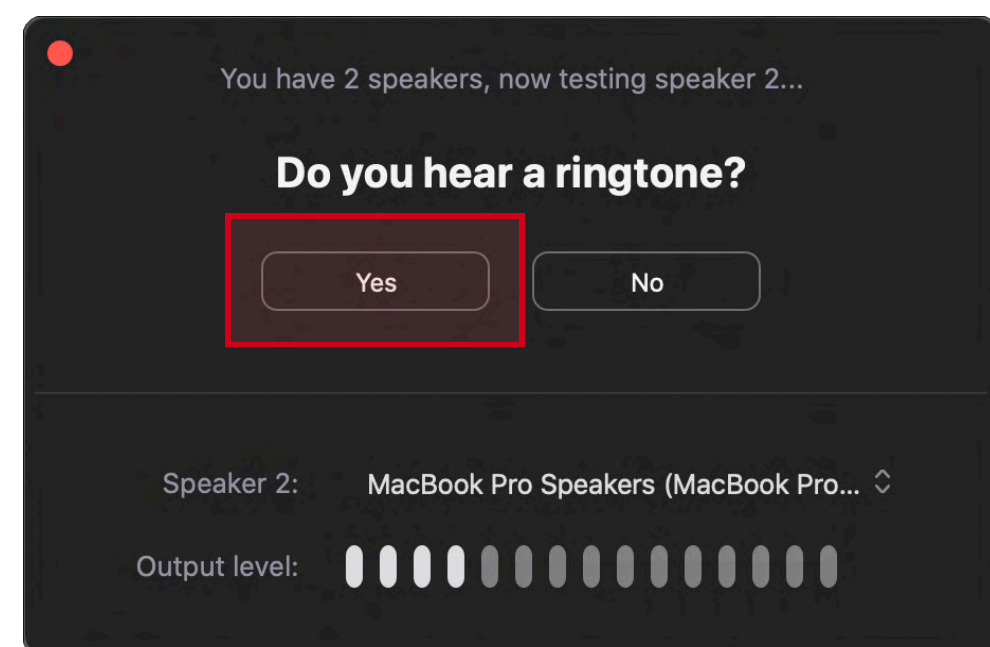 You have 2 speakers, now testing speaker 2...
Do you hear a ringtone?
Yes No
Speaker 2: MacBook Pro Speakers (MacBook Pro...
Output level: